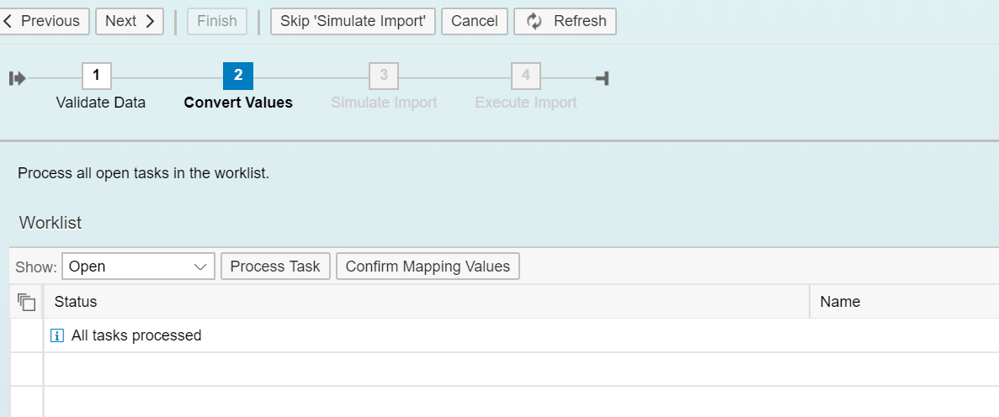 Previous Next Finish Skip 'Simulate Import' Cancel Refresh
1 2 3 4
Validate Data Convert Values Simulate Import Execute Import
Process all open tasks in the worklist.
Worklist
Show: Open Process Task Confirm Mapping Values
Status Name
All tasks processed